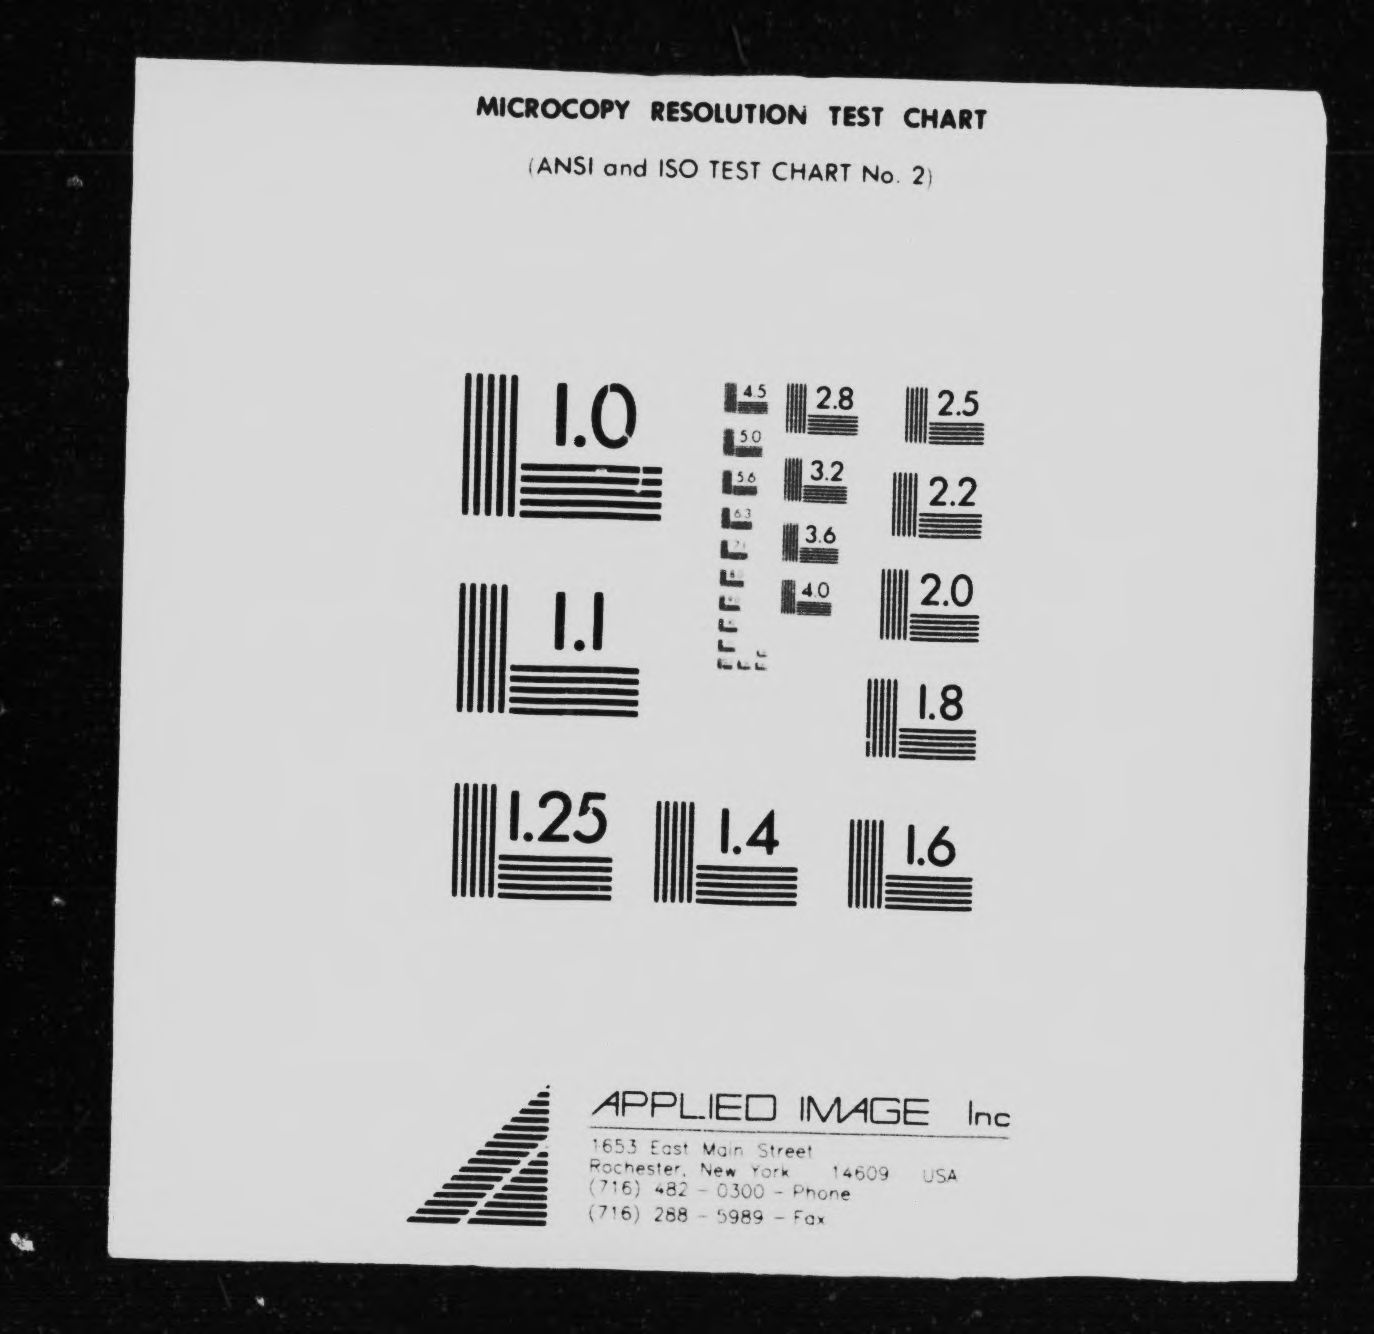 MICROCOPY RESOLUTION TEST CHART
(ANSI and ISO TEST CHART No. 2)
1.0
1.1
1.25
4.5
5.0
5.6
6.3
2.8
3.2
3.6
4.0
2.5
2.2
2.0
1.8
1.4
1.6
APPLIED IMAGE Inc
1653 East Main Street
Rochester, New York 14609 USA
(716) 482 - 0300 - Phone
(716) 288 - 5989 - Fax